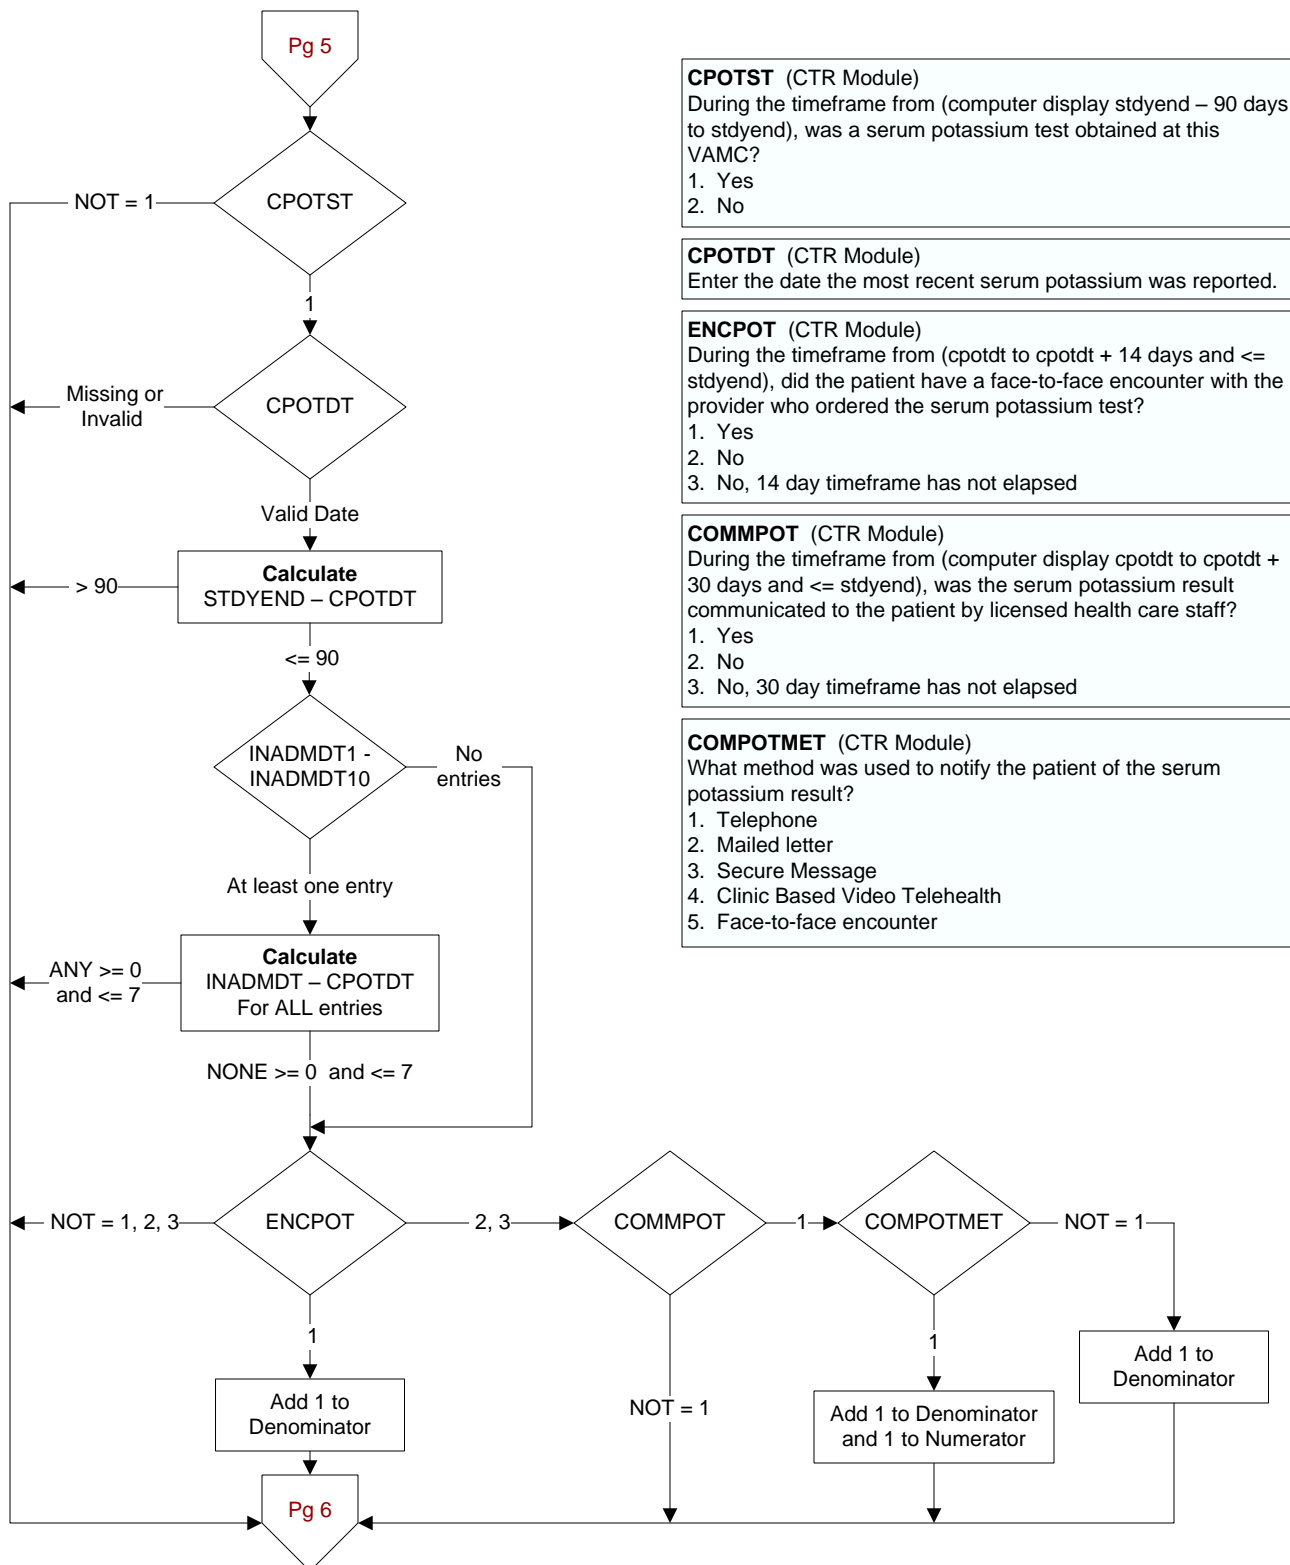 Pg 5
CPOTST
NOT = 1
1
CPOTDT
Missing or
Invalid
Valid Date
Calculate
STDYEND – CPOTDT
> 90
<= 90
INADMDT1 -
INADMDT10
No
entries
At least one entry
Calculate
INADMDT – CPOTDT
For ALL entries
ANY >= 0
and <= 7
NONE >= 0 and <= 7
ENCPOT
NOT = 1, 2, 3
2, 3
COMMPOT
1
COMPOTMET
NOT = 1
1
Add 1 to
Denominator
NOT = 1
1
Add 1 to Denominator
and 1 to Numerator
Add 1 to
Denominator
Pg 6
CPOTST (CTR Module)
During the timeframe from (computer display stdyend – 90 days
to stdyend), was a serum potassium test obtained at this
VAMC?
1. Yes
2. No
CPOTDT (CTR Module)
Enter the date the most recent serum potassium was reported.
ENCPOT (CTR Module)
During the timeframe from (cpotdt to cpotdt + 14 days and <=
stdyend), did the patient have a face-to-face encounter with the
provider who ordered the serum potassium test?
1. Yes
2. No
3. No, 14 day timeframe has not elapsed
COMMPOT (CTR Module)
During the timeframe from (computer display cpotdt to cpotdt +
30 days and <= stdyend), was the serum potassium result
communicated to the patient by licensed health care staff?
1. Yes
2. No
3. No, 30 day timeframe has not elapsed
COMPOTMET (CTR Module)
What method was used to notify the patient of the serum
potassium result?
1. Telephone
2. Mailed letter
3. Secure Message
4. Clinic Based Video Telehealth
5. Face-to-face encounter